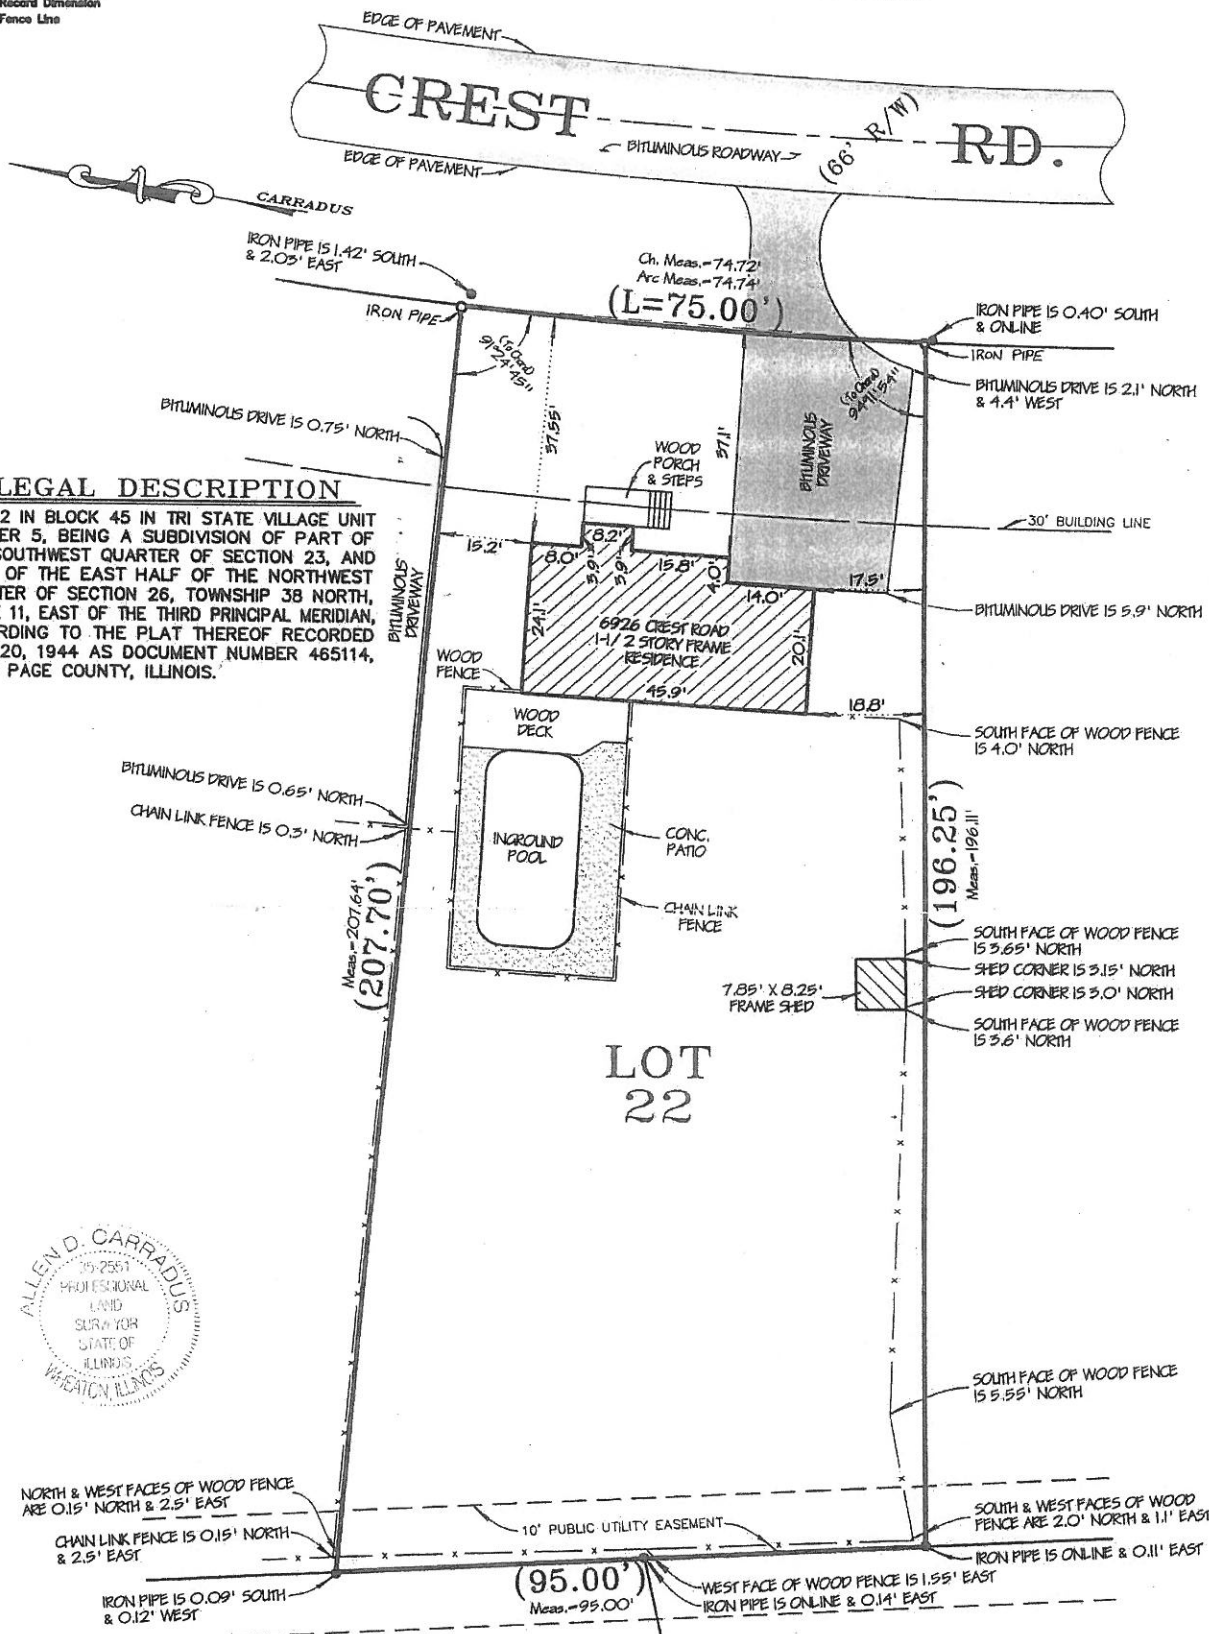 Record Dimension
Fence Line
EDGE OF PAVEMENT
CREST RD.
(66' R/W)
BITUMINOUS ROADWAY
EDGE OF PAVEMENT
CARRADUS
IRON PIPE IS 1.42' SOUTH
& 2.03' EAST
Ch. Meas.=74.72'
Arc Meas.=74.74'
(L=75.00')
IRON PIPE
IRON PIPE IS 0.40' SOUTH
& ONLINE
IRON PIPE
(To Chord)
91°24'45"
(To Chord)
94°11'54"
BITUMINOUS DRIVE IS 2.1' NORTH
& 4.4' WEST
BITUMINOUS DRIVE IS 0.75' NORTH
37.55'
37.1'
WOOD
PORCH
& STEPS
BITUMINOUS
DRIVEWAY
30' BUILDING LINE
LEGAL DESCRIPTION
2 IN BLOCK 45 IN TRI STATE VILLAGE UNIT
ER 5, BEING A SUBDIVISION OF PART OF
SOUTHWEST QUARTER OF SECTION 23, AND
OF THE EAST HALF OF THE NORTHWEST
TER OF SECTION 26, TOWNSHIP 38 NORTH,
11, EAST OF THE THIRD PRINCIPAL MERIDIAN,
RDING TO THE PLAT THEREOF RECORDED
20, 1944 AS DOCUMENT NUMBER 465114,
PAGE COUNTY, ILLINOIS.
BITUMINOUS
DRIVEWAY
15.2'
8.0'
8.2'
3.9'
3.9'
15.8'
4.0'
14.0'
17.5'
BITUMINOUS DRIVE IS 5.9' NORTH
24.1'
6926 CREST ROAD
1-1/2 STORY FRAME
RESIDENCE
20.1'
45.9'
18.8'
WOOD
FENCE
WOOD
DECK
SOUTH FACE OF WOOD FENCE
IS 4.0' NORTH
BITUMINOUS DRIVE IS 0.65' NORTH
CHAIN LINK FENCE IS 0.3' NORTH
INGROUND
POOL
CONC.
PATIO
CHAIN LINK
FENCE
Meas.=207.64'
(207.70')
(196.25')
Meas.=196.11'
SOUTH FACE OF WOOD FENCE
IS 3.65' NORTH
SHED CORNER IS 3.15' NORTH
7.85' X 8.25'
FRAME SHED
SHED CORNER IS 3.0' NORTH
SOUTH FACE OF WOOD FENCE
IS 3.6' NORTH
LOT
22
ALLEN D. CARRADUS
35-2551
PROFESSIONAL
LAND
SURVEYOR
STATE OF
ILLINOIS
WHEATON, ILLINOIS
SOUTH FACE OF WOOD FENCE
IS 5.55' NORTH
NORTH & WEST FACES OF WOOD FENCE
ARE 0.15' NORTH & 2.5' EAST
CHAIN LINK FENCE IS 0.15' NORTH
& 2.5' EAST
10' PUBLIC UTILITY EASEMENT
SOUTH & WEST FACES OF WOOD
FENCE ARE 2.0' NORTH & 1.1' EAST
IRON PIPE IS ONLINE & 0.11' EAST
IRON PIPE IS 0.09' SOUTH
& 0.12' WEST
(95.00')
Meas.=95.00'
WEST FACE OF WOOD FENCE IS 1.55' EAST
IRON PIPE IS ONLINE & 0.14' EAST